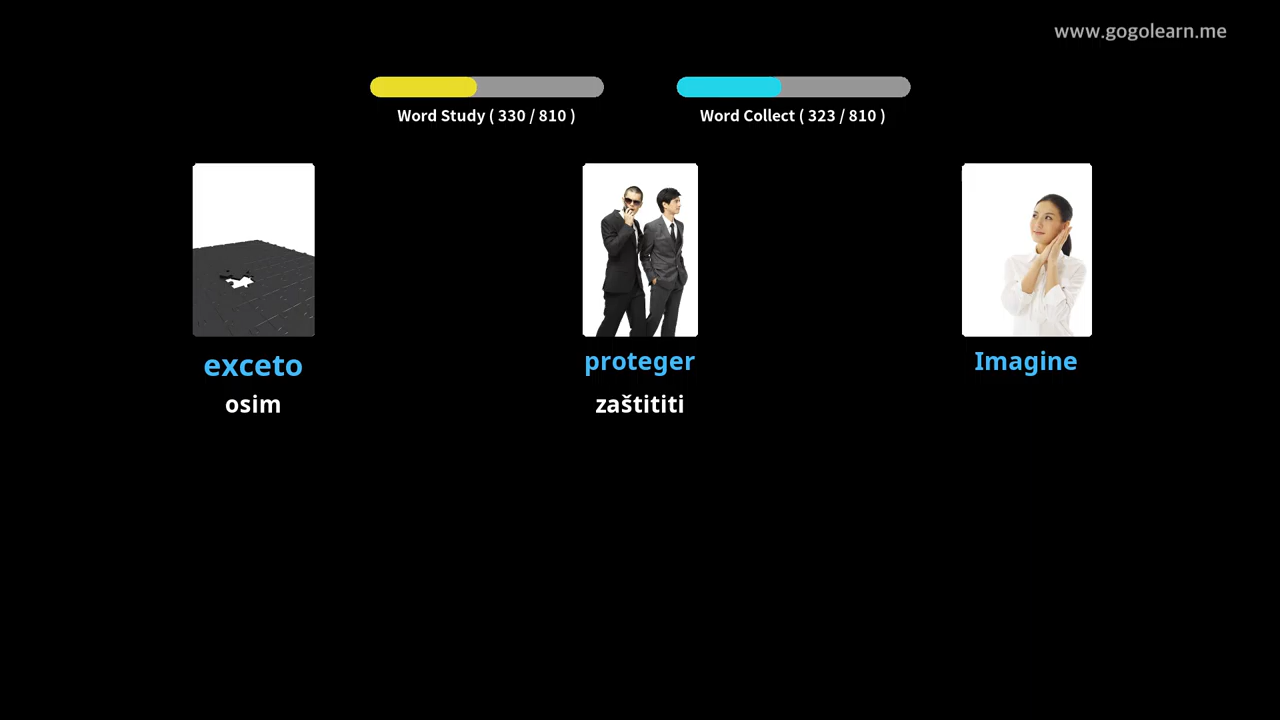 www.gogolearn.me
Word Study ( 330 / 810 )
Word Collect ( 323 / 810 )
exceto
proteger
Imagine
osim
zaštititi